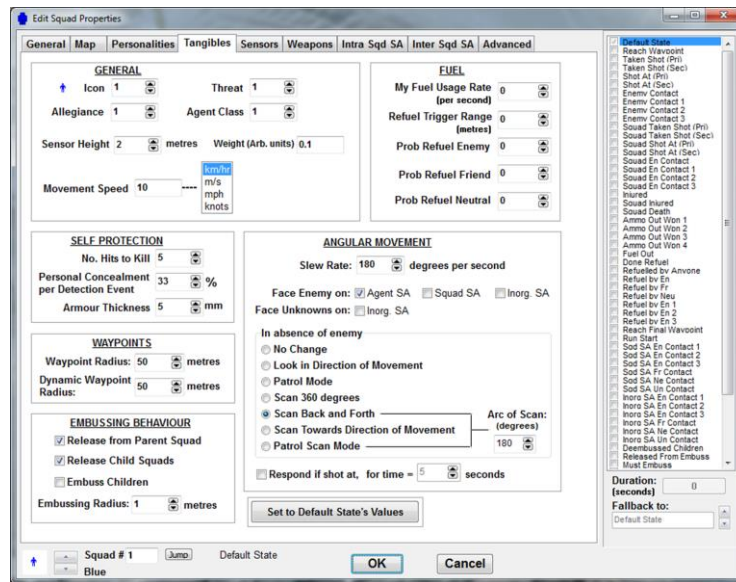 Edit Squad Properties
General Map Personalities Tangibles Sensors Weapons Intra Sqd SA Inter Sqd SA Advanced
GENERAL
Icon 1 Threat 1
Allegiance 1 Agent Class 1
Sensor Height 2 metres Weight (Arb. units) 0.1
Movement Speed 10 ----
km/hr
m/s
mph
knots
FUEL
My Fuel Usage Rate 0
(per second)
Refuel Trigger Range 0
(metres)
Prob Refuel Enemy 0
Prob Refuel Friend 0
Prob Refuel Neutral 0
SELF PROTECTION
No. Hits to Kill 5
Personal Concealment 33 %
per Detection Event
Armour Thickness 5 mm
WAYPOINTS
Waypoint Radius: 50 metres
Dynamic Waypoint 50 metres
Radius:
EMBUSSING BEHAVIOUR
Release from Parent Squad
Release Child Squads
Embuss Children
Embussing Radius: 1 metres
ANGULAR MOVEMENT
Slew Rate: 180 degrees per second
Face Enemy on: Agent SA Squad SA Inorg. SA
Face Unknowns on: Inorg. SA
In absence of enemy
No Change
Look in Direction of Movement
Patrol Mode
Scan 360 degrees
Scan Back and Forth
Scan Towards Direction of Movement
Patrol Scan Mode
Arc of Scan:
(degrees)
180
Respond if shot at, for time = 5 seconds
Set to Default State's Values
Default State
Reach Waypoint
Taken Shot (Pri)
Taken Shot (Sec)
Shot At (Pri)
Shot At (Sec)
Enemy Contact
Enemy Contact 1
Enemy Contact 2
Enemy Contact 3
Squad Taken Shot (Pri)
Squad Taken Shot (Sec)
Squad Shot At (Pri)
Squad Shot At (Sec)
Squad En Contact
Squad En Contact 1
Squad En Contact 2
Squad En Contact 3
Injured
Squad Injured
Squad Death
Ammo Out Wpn 1
Ammo Out Wpn 2
Ammo Out Wpn 3
Ammo Out Wpn 4
Fuel Out
Done Refuel
Refuelled by Anyone
Refuel by En
Refuel by Fr
Refuel by Neu
Refuel by En 1
Refuel by En 2
Refuel by En 3
Reach Final Waypoint
Run Start
Sqd SA En Contact 1
Sqd SA En Contact 2
Sqd SA En Contact 3
Sqd SA Fr Contact
Sqd SA Ne Contact
Sqd SA Un Contact
Inorg SA En Contact 1
Inorg SA En Contact 2
Inorg SA En Contact 3
Inorg SA Fr Contact
Inorg SA Ne Contact
Inorg SA Un Contact
Deembussed Children
Released From Embuss
Must Embuss
Duration: 0
(seconds)
Fallback to:
Default State
Squad # 1 Jump Default State
Blue
OK Cancel